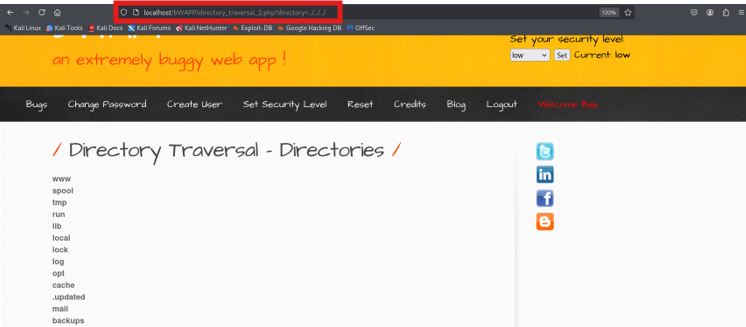 localhost/bWAPP/directory_traversal_2.php?directory=../../../
120%
Kali Linux Kali Tools Kali Docs Kali Forums Kali NetHunter Exploit-DB Google Hacking DB OffSec
an extremely buggy web app !
Set your security level:
low Set Current: low
Bugs Change Password Create User Set Security Level Reset Credits Blog Logout Welcome Bee
/ Directory Traversal - Directories /
www
spool
tmp
run
lib
local
lock
log
opt
cache
.updated
mail
backups